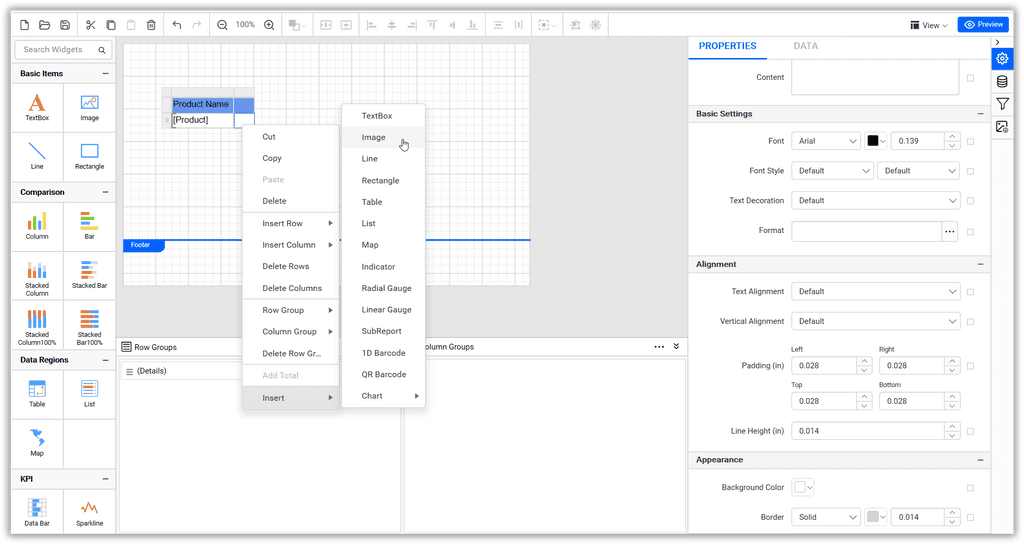 100%
View
Preview
Search Widgets
Basic Items
TextBox
Image
Line
Rectangle
Comparison
Column
Bar
Stacked
Column
Stacked Bar
Stacked
Column100%
Stacked
Bar100%
Data Regions
Table
List
Map
KPI
Data Bar
Sparkline
Product Name
[Product]
Footer
Cut
Copy
Paste
Delete
Insert Row
Insert Column
Delete Rows
Delete Columns
Row Group
Column Group
Delete Row Gr...
Add Total
Insert
TextBox
Image
Line
Rectangle
Table
List
Map
Indicator
Radial Gauge
Linear Gauge
SubReport
1D Barcode
QR Barcode
Chart
Row Groups
(Details)
olumn Groups
PROPERTIES
DATA
Content
Basic Settings
Font
Arial
0.139
Font Style
Default
Default
Text Decoration
Default
Format
Alignment
Text Alignment
Default
Vertical Alignment
Default
Left
Right
Padding (in)
0.028
0.028
Top
Bottom
0.028
0.028
Line Height (in)
0.014
Appearance
Background Color
Border
Solid
0.014